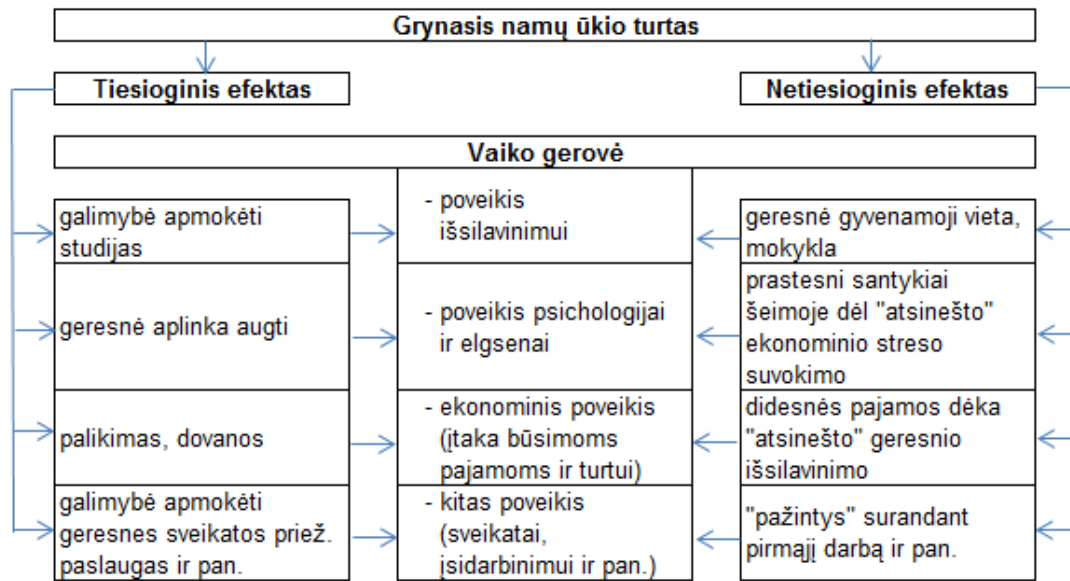 Grynasis namų ūkio turtas
Tiesioginis efektas
Netiesioginis efektas
Vaiko gerovė
galimybė apmokėti
studijas
- poveikis
išsilavinimui
geresnė gyvenamoji vieta,
mokykla
geresnė aplinka augti
- poveikis psichologijai
ir elgsenai
prastesni santykiai
šeimoje dėl "atsinešto"
ekonominio streso
suvokimo
palikimas, dovanos
- ekonominis poveikis
(įtaka būsimoms
pajamoms ir turtui)
didesnės pajamos dėka
"atsinešto" geresnio
išsilavinimo
galimybė apmokėti
geresnes sveikatos priež.
paslaugas ir pan.
- kitas poveikis
(sveikatai,
įsidarbinimui ir pan.)
"pažintys" surandant
pirmąjį darbą ir pan.